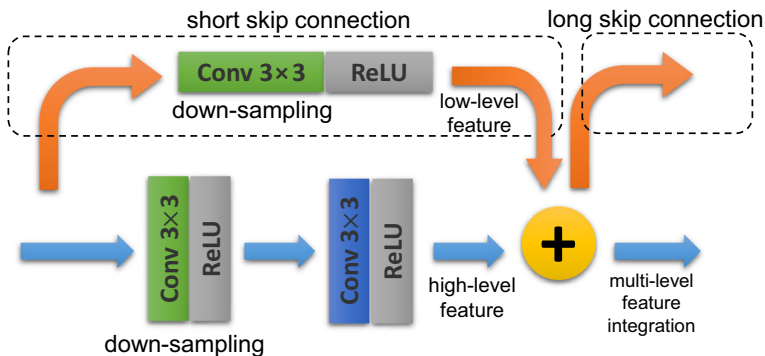 short skip connection
long skip connection
Conv 3×3
ReLU
down-sampling
low-level
feature
Conv 3×3
ReLU
Conv 3×3
ReLU
+
down-sampling
high-level
feature
multi-level
feature
integration